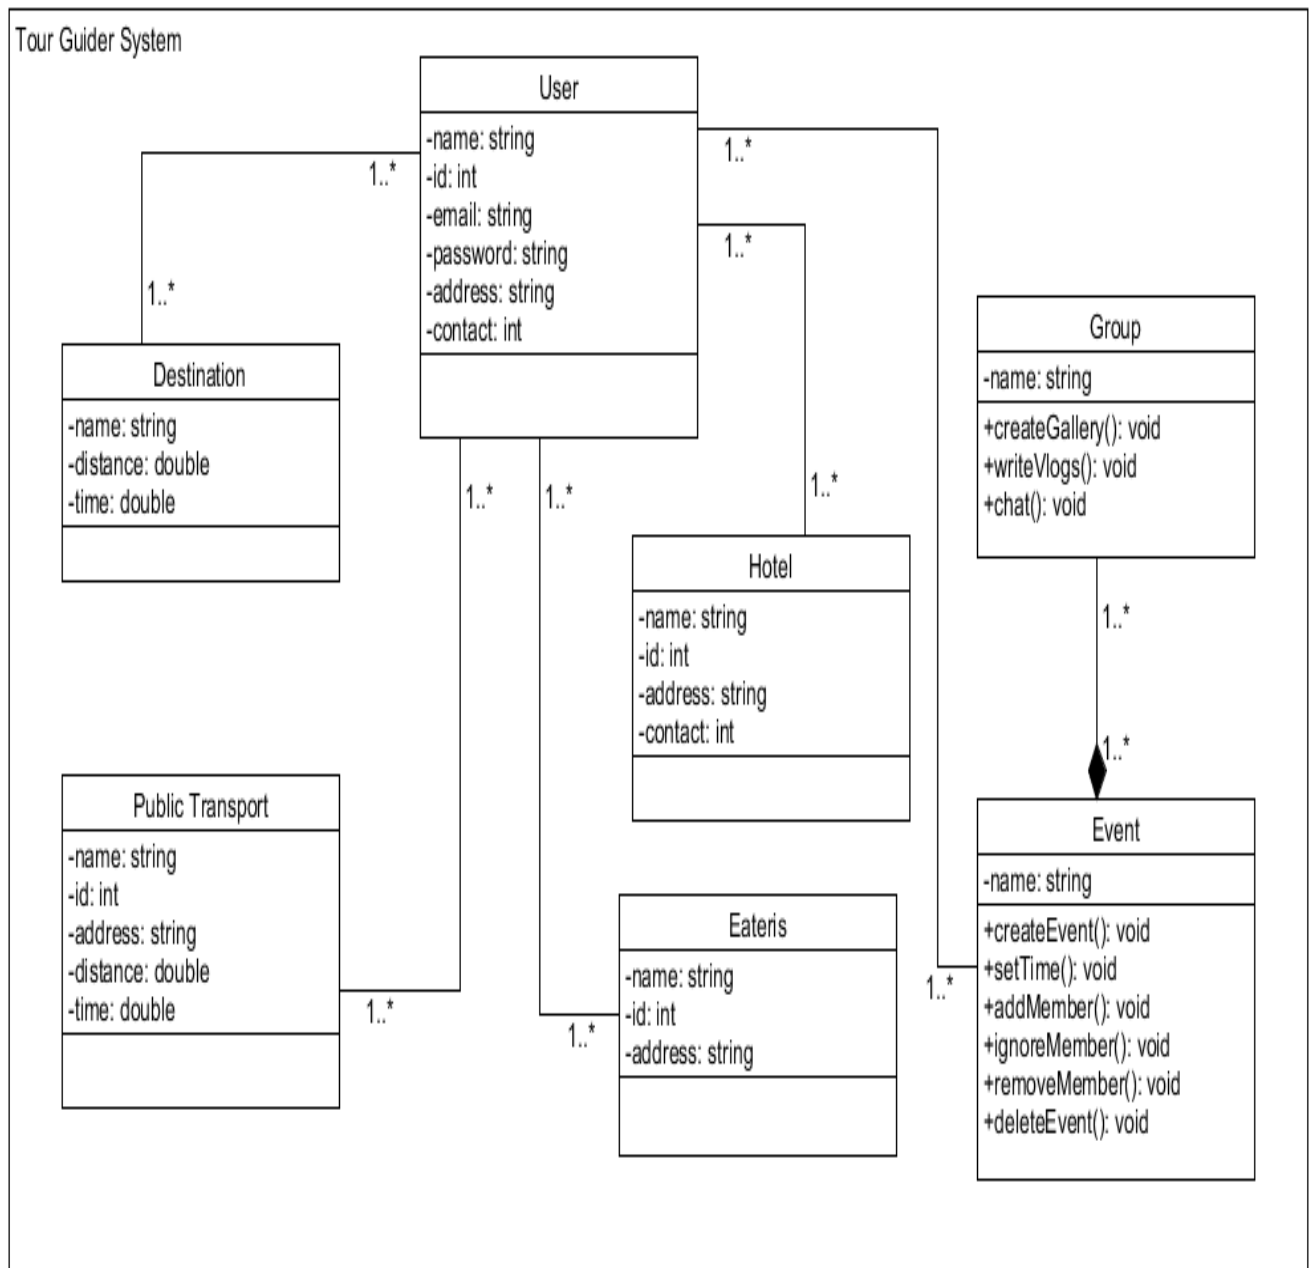 Tour Guider System
User
-name: string
-id: int
-email: string
-password: string
-address: string
-contact: int
1..*
1..*
1..*
1..*
1..*
1..*
Destination
-name: string
-distance: double
-time: double
Group
-name: string
+createGallery(): void
+writeVlogs(): void
+chat(): void
1..*
1..*
Hotel
-name: string
-id: int
-address: string
-contact: int
1..*
1..*
Public Transport
-name: string
-id: int
-address: string
-distance: double
-time: double
1..*
Eateris
-name: string
-id: int
-address: string
1..*
Event
-name: string
+createEvent(): void
+setTime(): void
+addMember(): void
+ignoreMember(): void
+removeMember(): void
+deleteEvent(): void
1..*